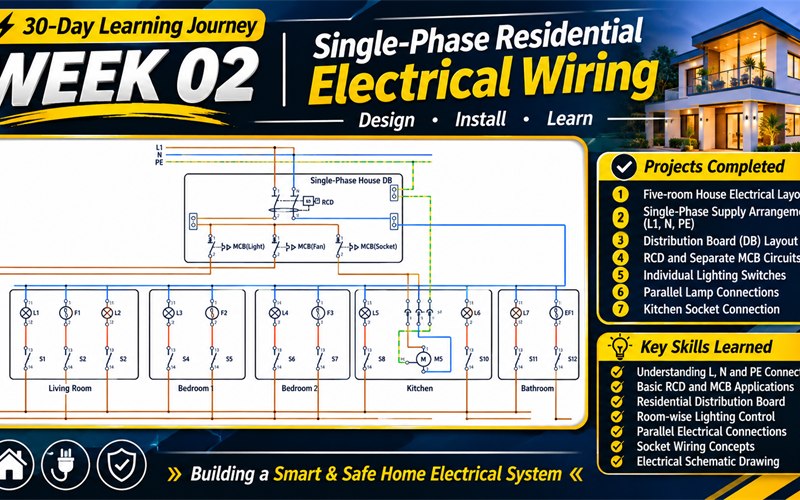 30-Day Learning Journey
WEEK 02
Single-Phase Residential
Electrical Wiring
Design • Install • Learn
L1
N
PE
Single-Phase House DB
RCD
MCB(Light)
MCB(Fan)
MCB(Socket)
L1 F1 L2 L3 F2 L4 F3 L5 L6 L7 EF1
S1 S2 S2 S4 S5 S6 S7 S8 M M5 S10 S11 S12
Living Room
Bedroom 1
Bedroom 2
Kitchen
Bathroom
Projects Completed
1 Five-room House Electrical
2 Single-Phase Supply
(L1, N, PE)
3 Distribution Board (DB) Layout
4 RCD and Separate MCB Circuits
5 Individual Lighting Switches
6 Parallel Lamp Connections
7 Kitchen Socket Connection
Key Skills Learned
Understanding L, N and PE
Basic RCD and MCB Applications
Residential Distribution Board
Room-wise Lighting Control
Parallel Electrical Connections
Socket Wiring Concepts
Electrical Schematic Drawing
» Building a Smart & Safe Home Electrical System «